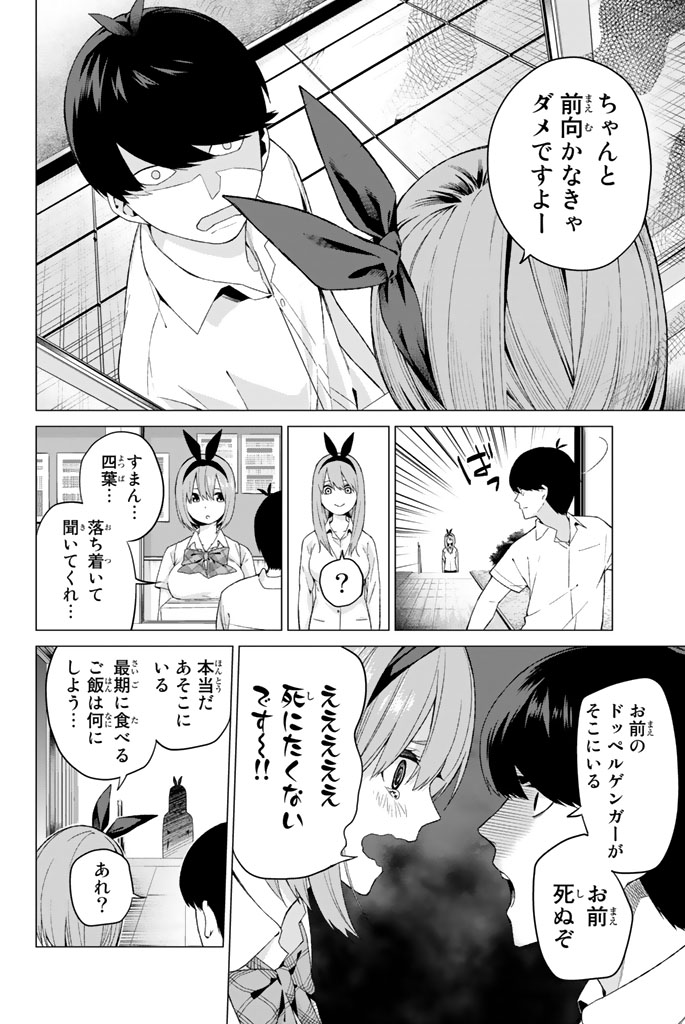 ちゃんと
前向かなきゃ
ダメですよー
ばっ
?
すまん…
四葉…
落ち着いて
聞いてくれ…
お前の
ドッペルゲンガーが
そこにいる
お前
死ぬぞ
えええええ
死にたくない
です〜!!
本当だ
あそこに
いる
最期に食べる
ご飯は何に
しよう…
あれ?